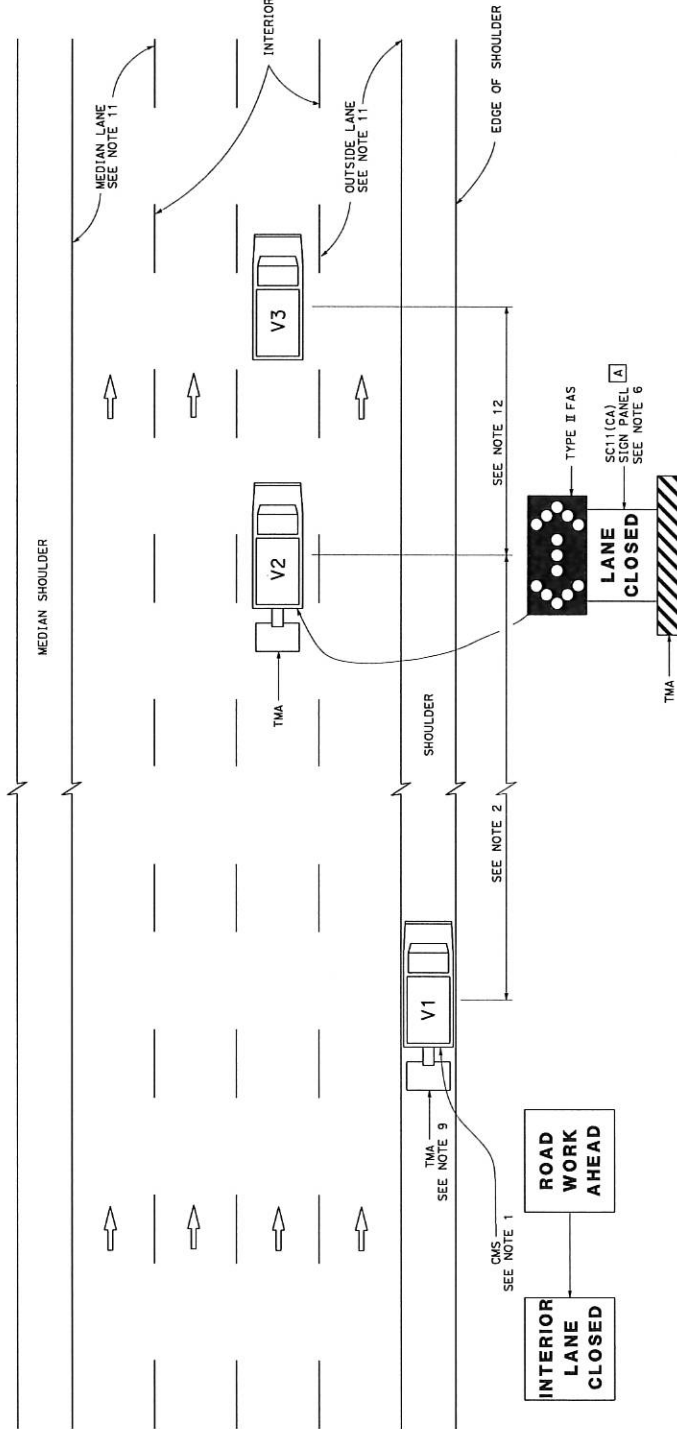 MEDIAN SHOULDER
MEDIAN LANE
SEE NOTE 11
INTERIOR
OUTSIDE LANE
SEE NOTE 11
EDGE OF SHOULDER
V3
V2
TMA
SHOULDER
V1
TMA
SEE NOTE 9
CMS
SEE NOTE 1
SEE NOTE 2
SEE NOTE 12
INTERIOR
LANE
CLOSED
ROAD
WORK
AHEAD
TYPE II FAS
SC11(CA)
SIGN PANEL A
SEE NOTE 6
LANE
CLOSED
TMA